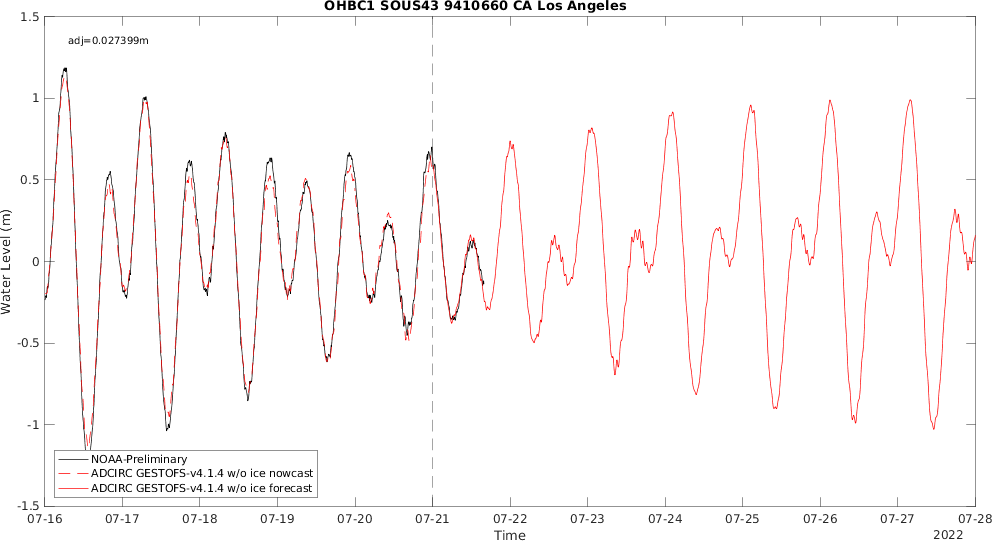 OHBC1 SOUS43 9410660 CA Los Angeles
adj=0.027399m
Water Level (m)
1.5
1
0.5
0
-0.5
-1
-1.5
NOAA-Preliminary
ADCIRC GESTOFS-v4.1.4 w/o ice nowcast
ADCIRC GESTOFS-v4.1.4 w/o ice forecast
07-16 07-17 07-18 07-19 07-20 07-21 07-22 07-23 07-24 07-25 07-26 07-27 07-28
Time
2022